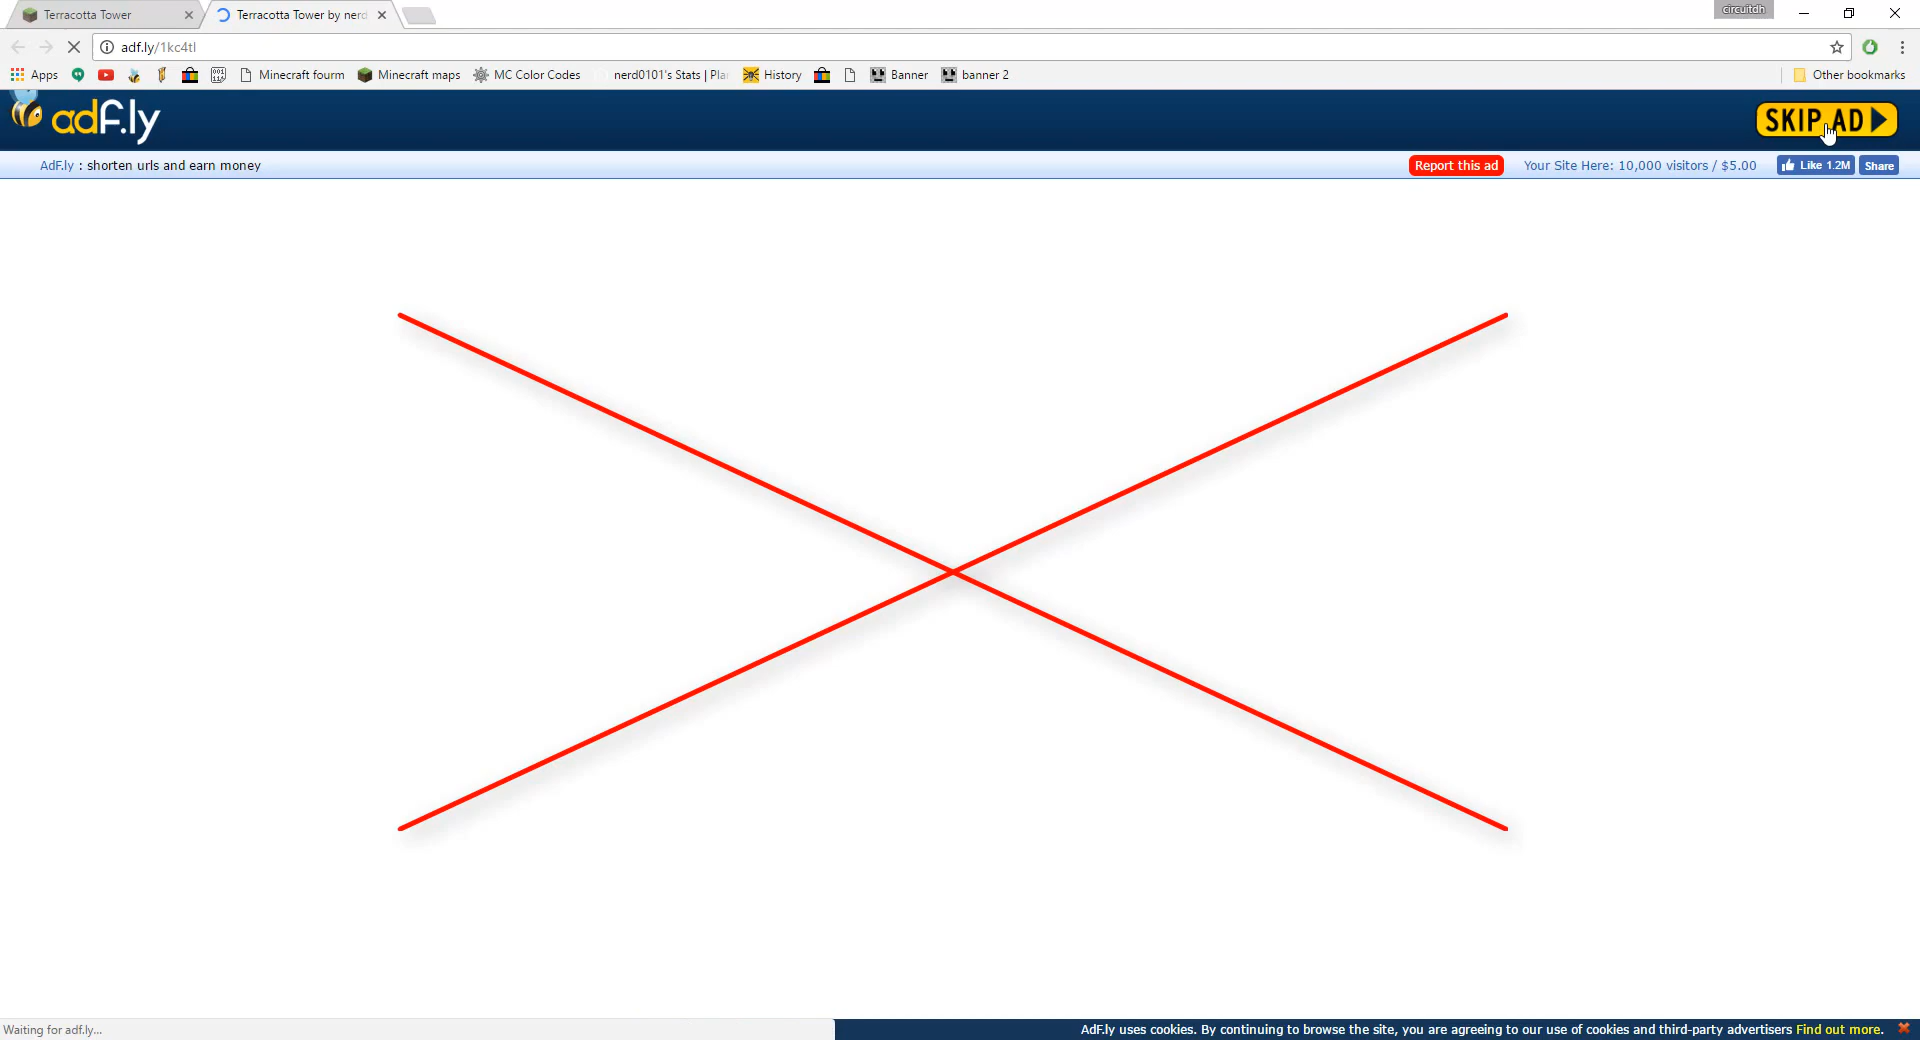 Terracotta Tower
Terracotta Tower by nerd
circuitdh
adf.ly/1kc4tl
Apps
Minecraft fourm
Minecraft maps
MC Color Codes
nerd0101's Stats | Pla
History
Banner
banner 2
Other bookmarks
adf.ly
SKIP AD
AdF.ly : shorten urls and earn money
Report this ad
Your Site Here: 10,000 visitors / $5.00
Like 1.2M
Share
Waiting for adf.ly...
AdF.ly uses cookies. By continuing to browse the site, you are agreeing to our use of cookies and third-party advertisers Find out more.